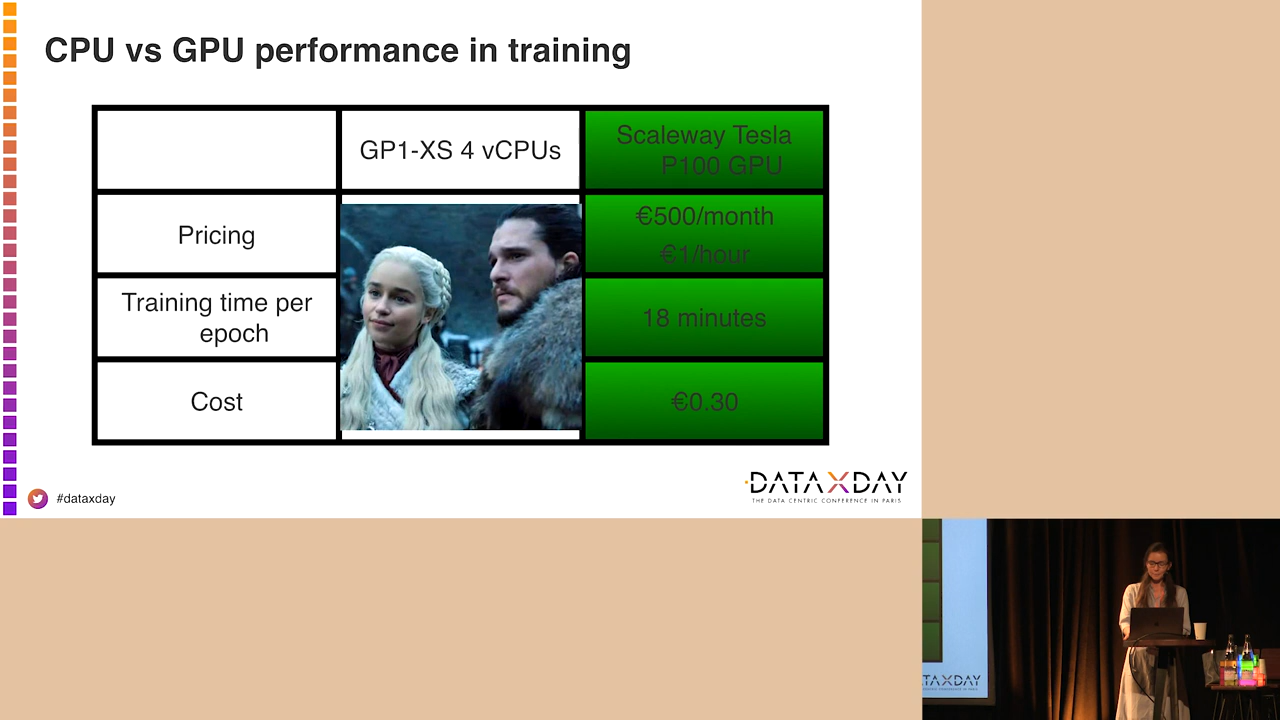 CPU vs GPU performance in training
GP1-XS 4 vCPUs
Scaleway Tesla
P100 GPU
Pricing
€500/month
€1/hour
Training time per
epoch
18 minutes
Cost
€0.30
#dataxday
DATAXDAY
THE DATA CENTRIC CONFERENCE IN PARIS
TAXDAY